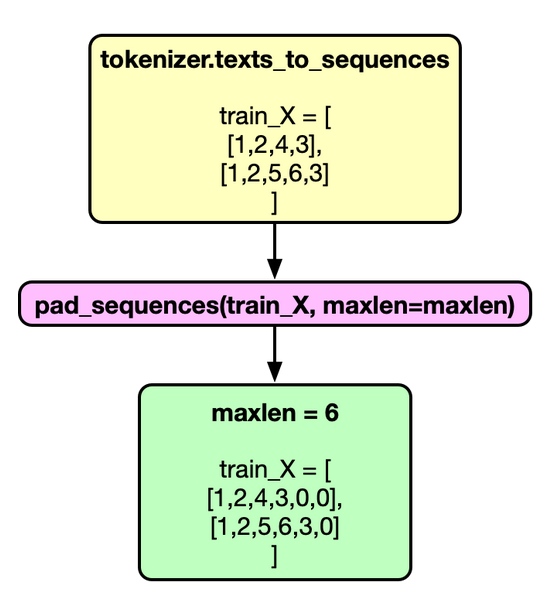 tokenizer.texts_to_sequences
train_X = [
[1,2,4,3],
[1,2,5,6,3]
]
pad_sequences(train_X, maxlen=maxlen)
maxlen = 6
train_X = [
[1,2,4,3,0,0],
[1,2,5,6,3,0]
]